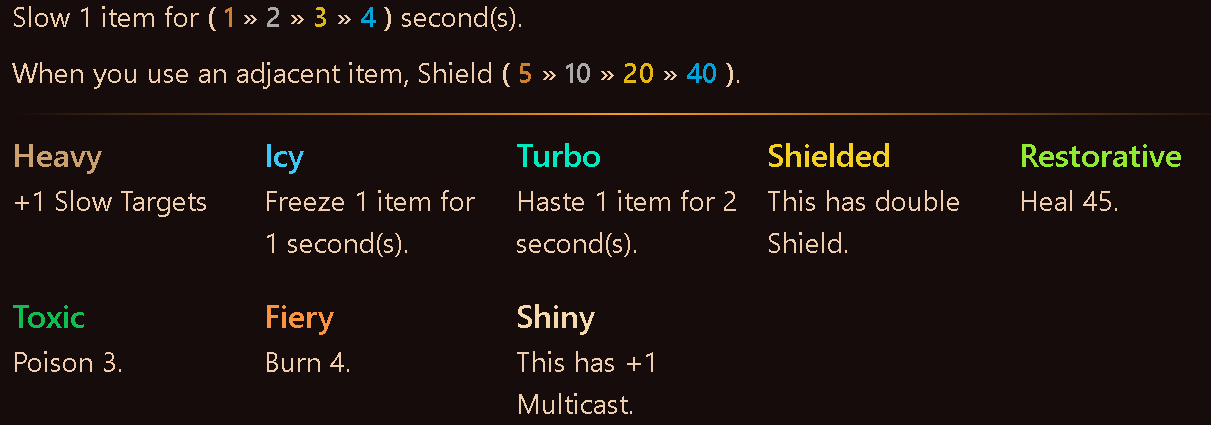 Slow 1 item for ( 1 » 2 » 3 » 4 ) second(s).
When you use an adjacent item, Shield ( 5 » 10 » 20 » 40 ).
Heavy
+1 Slow Targets
Icy
Freeze 1 item for
1 second(s).
Turbo
Haste 1 item for 2
second(s).
Shielded
This has double
Shield.
Restorative
Heal 45.
Toxic
Poison 3.
Fiery
Burn 4.
Shiny
This has +1
Multicast.